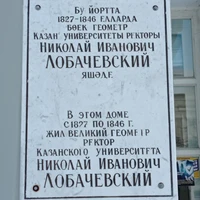 Бу йортта
1827-1846 елларда
бөек геометр
Казан университеты ректоры
Николай Иванович
Лобачевский
яшәде.
В этом доме
с 1827 по 1846 г.
жил великий геометр
ректор
Казанского университета
Николай Иванович
Лобачевский